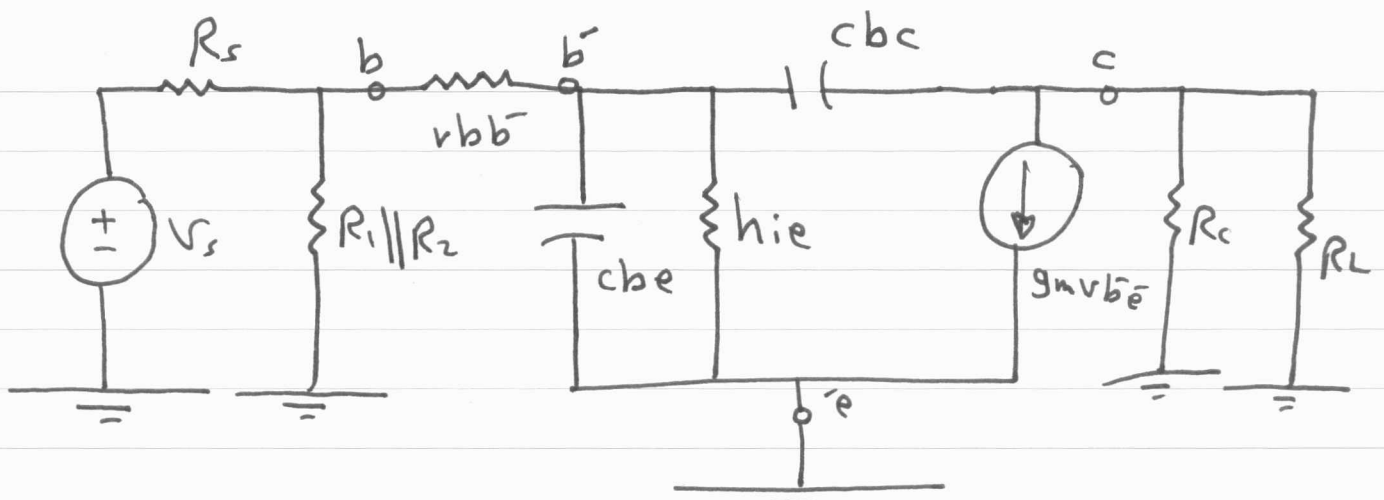 Rs
b
b̄
cbc
c
rbb̄
+
−
Vs
R1||R2
cbe
hie
gmvb̄ē
Rc
RL
ē